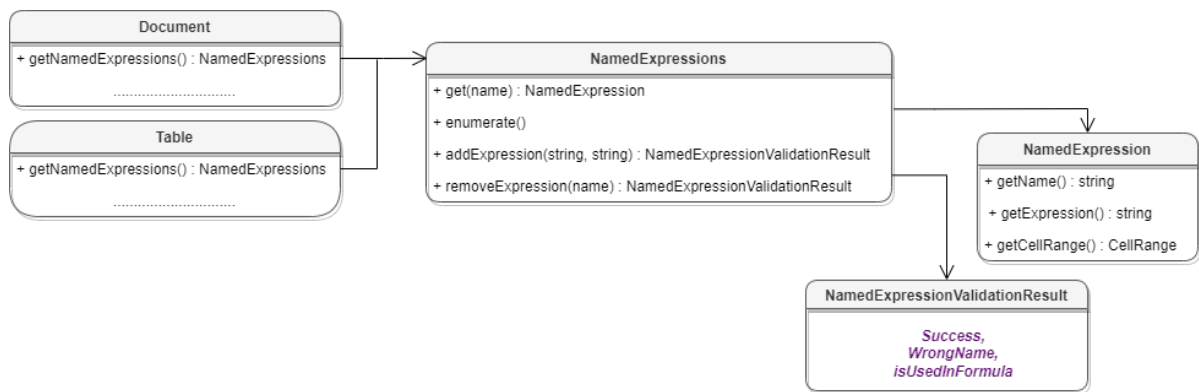 Document
+ getNamedExpressions() : NamedExpressions
..............................
Table
+ getNamedExpressions() : NamedExpressions
..............................
NamedExpressions
+ get(name) : NamedExpression
+ enumerate()
+ addExpression(string, string) : NamedExpressionValidationResult
+ removeExpression(name) : NamedExpressionValidationResult
NamedExpression
+ getName() : string
+ getExpression() : string
+ getCellRange() : CellRange
NamedExpressionValidationResult
Success,
WrongName,
isUsedInFormula